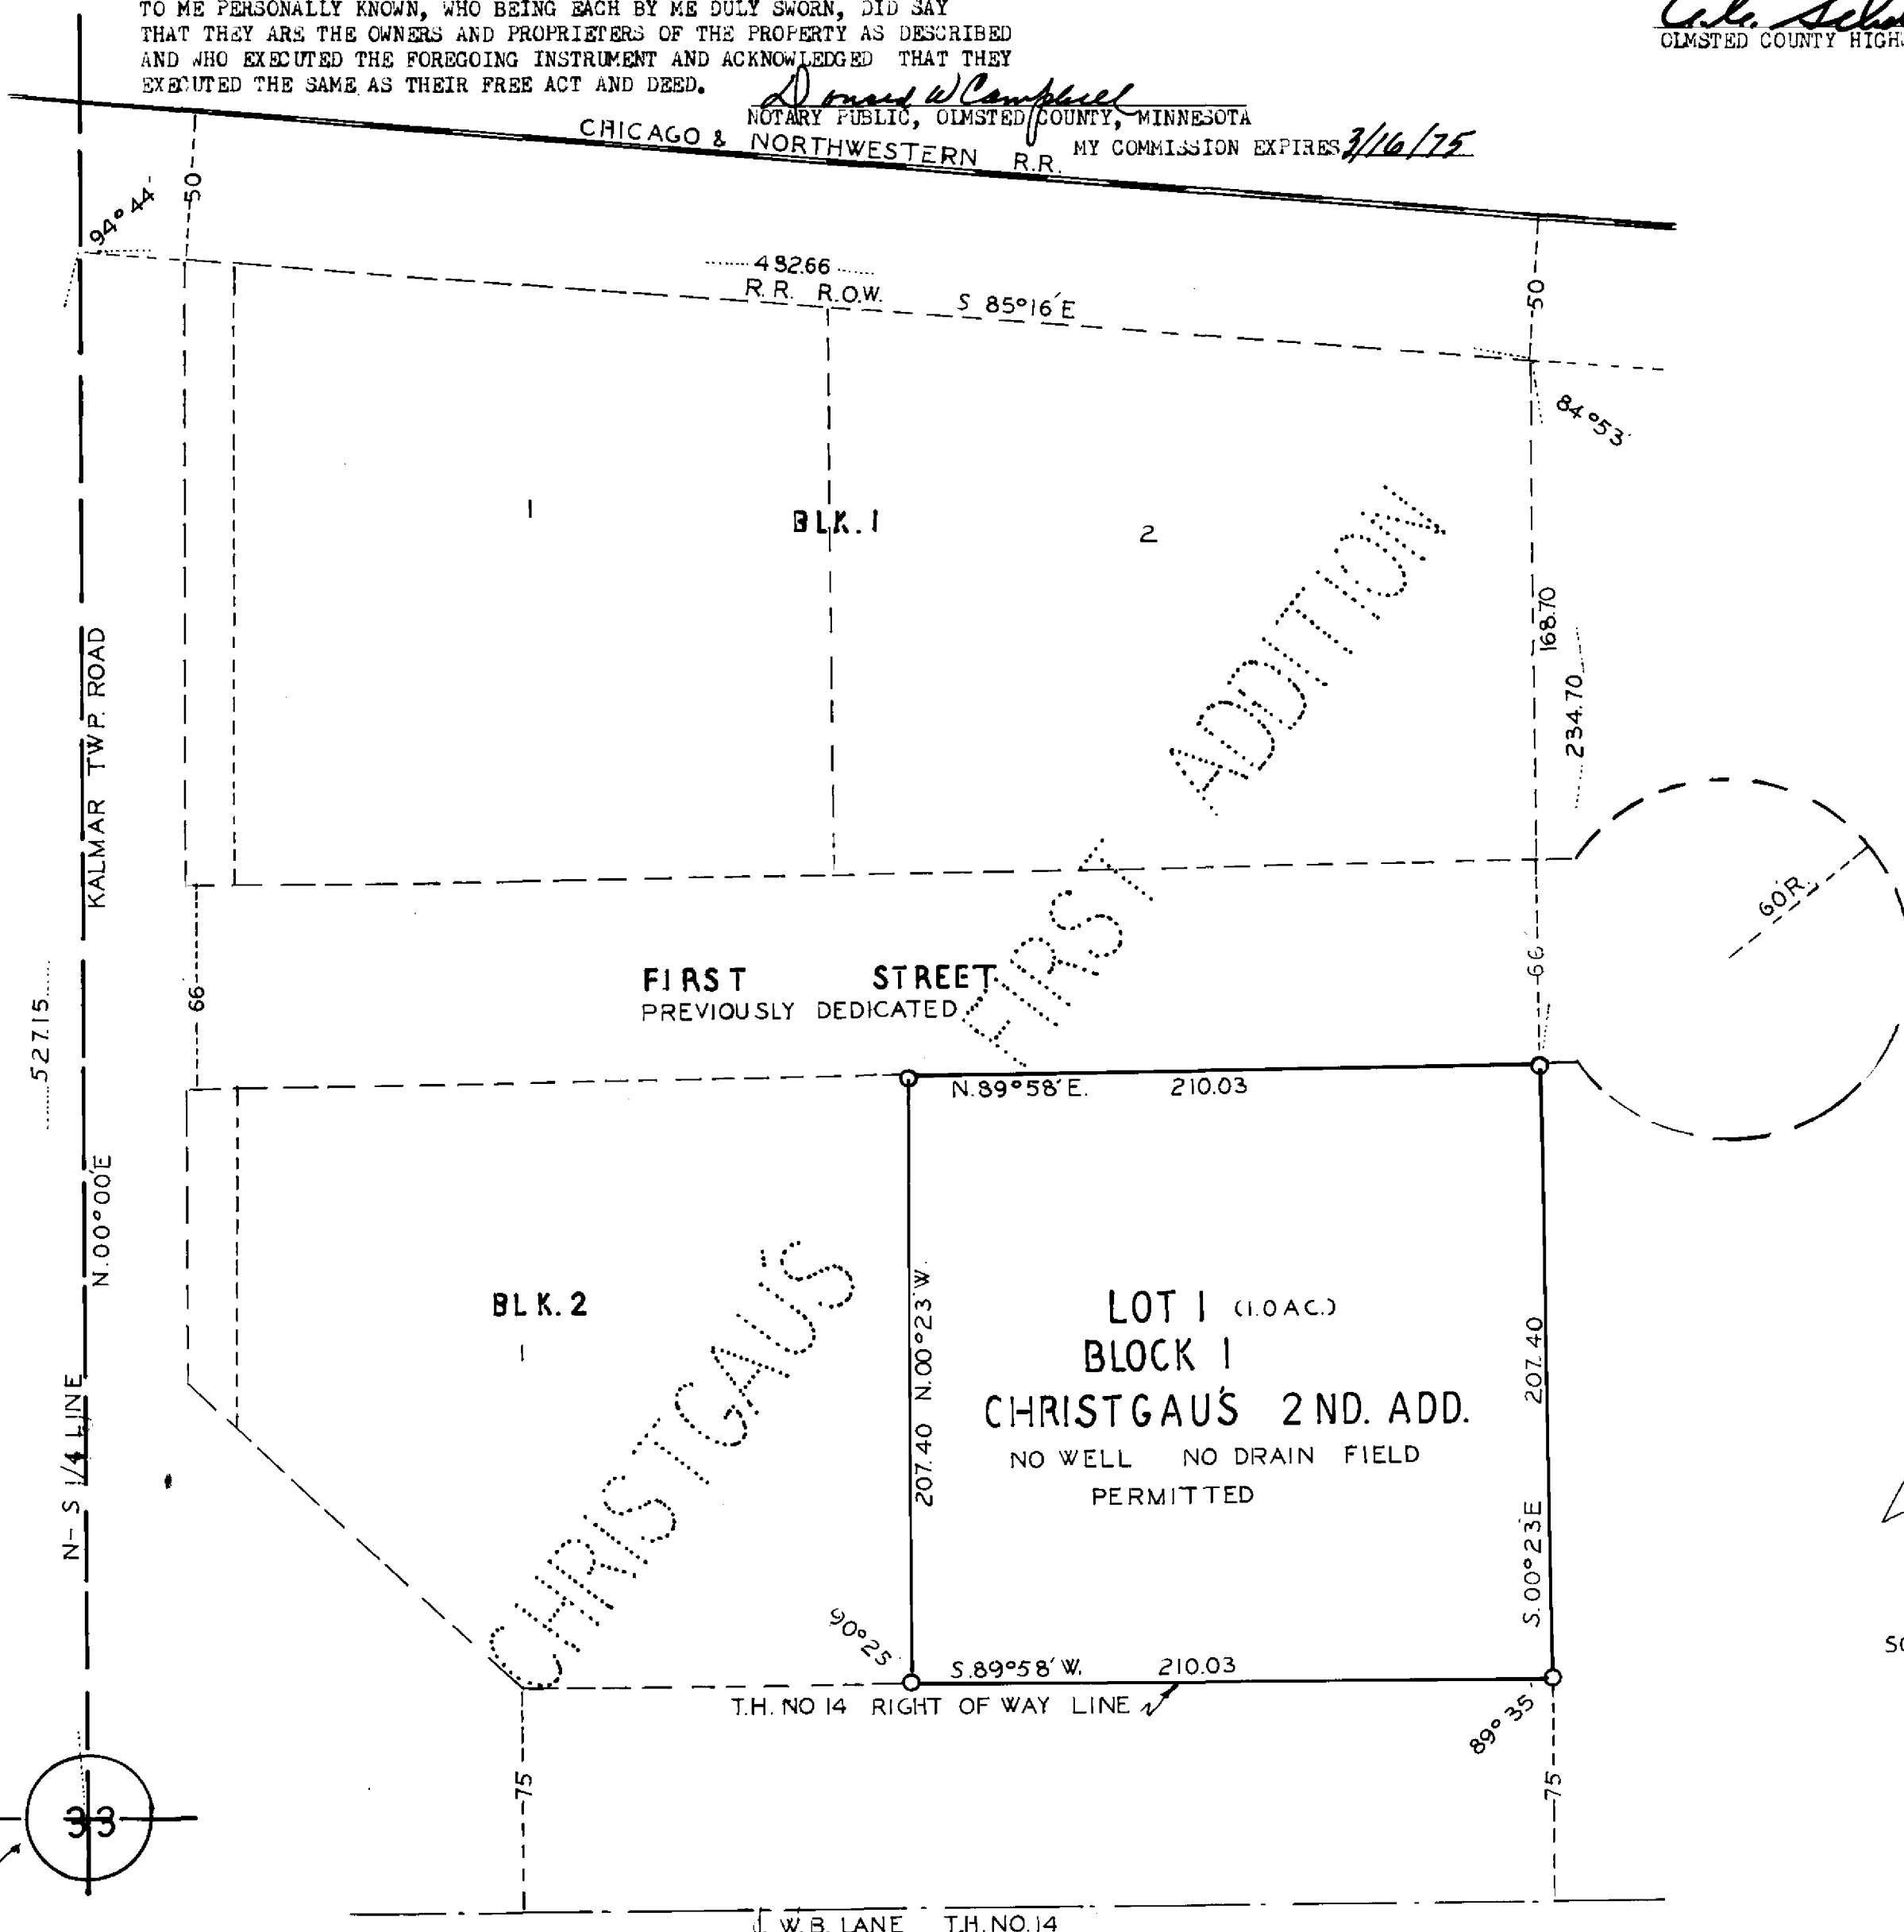 TO ME PERSONALLY KNOWN, WHO BEING EACH BY ME DULY SWORN, DID SAY
THAT THEY ARE THE OWNERS AND PROPRIETERS OF THE PROPERTY AS DESCRIBED
AND WHO EXECUTED THE FOREGOING INSTRUMENT AND ACKNOWLEDGED THAT THEY
EXECUTED THE SAME AS THEIR FREE ACT AND DEED.
Donald W Campbell
NOTARY PUBLIC, OLMSTED COUNTY, MINNESOTA
MY COMMISSION EXPIRES 3/16/75
OLMSTED COUNTY HIGH
CHICAGO & NORTHWESTERN R.R.
94° 44'
50
482.66
R.R. R.O.W. S 85°16'E
50
84°53'
1
BLK. 1
2
168.70
234.70
KALMAR TWP. ROAD
60'R.
FIRST STREET
PREVIOUSLY DEDICATED
66
66
527.15
N.00°00'E
N-S 1/4 LINE
CHRISTGAU'S FIRST ADDITION
N.89°58'E. 210.03
BLK. 2
1
207.40 N.00°23'W.
LOT 1 (1.0 AC.)
BLOCK 1
CHRISTGAU'S 2ND. ADD.
NO WELL NO DRAIN FIELD
PERMITTED
207.40
S.00°23'E
90°25'
S.89°58'W. 210.03
T.H. NO 14 RIGHT OF WAY LINE
89°35'
75
75
33
W.B. LANE T.H. NO. 14